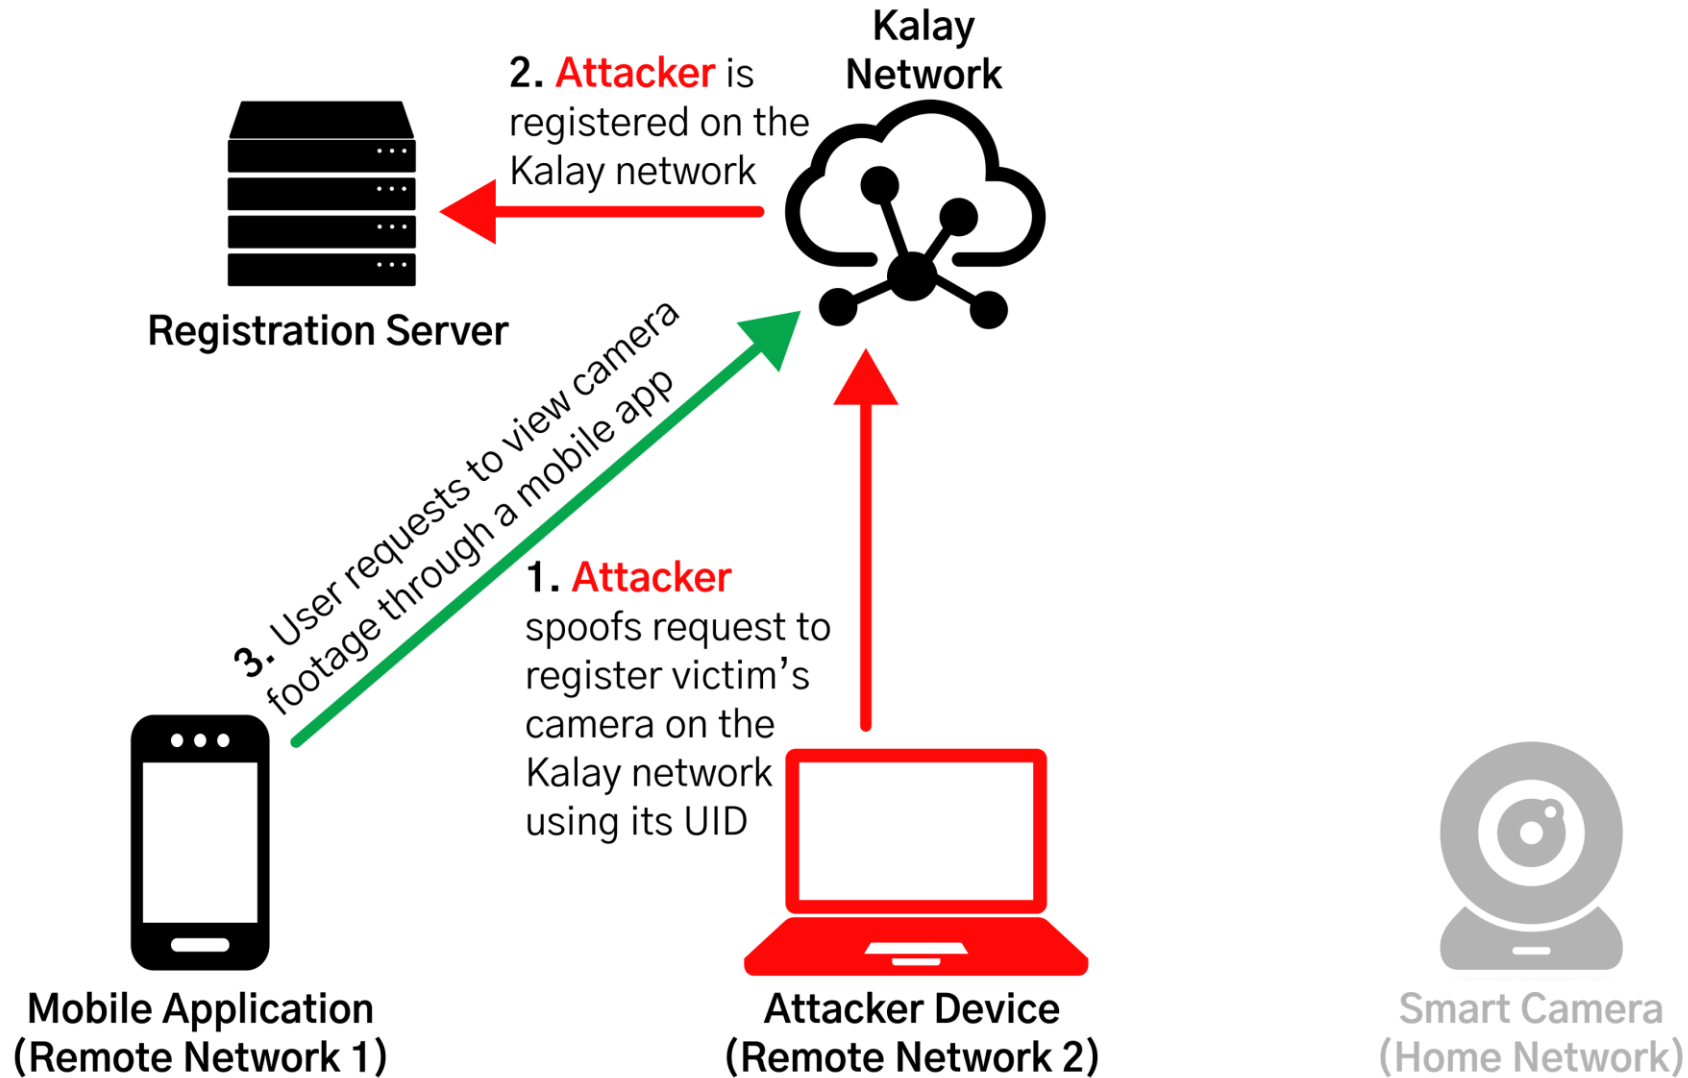 Kalay
Network
2. Attacker is
registered on the
Kalay network
Registration Server
3. User requests to view camera
footage through a mobile app
1. Attacker
spoofs request to
register victim’s
camera on the
Kalay network
using its UID
Mobile Application
(Remote Network 1)
Attacker Device
(Remote Network 2)
Smart Camera
(Home Network)